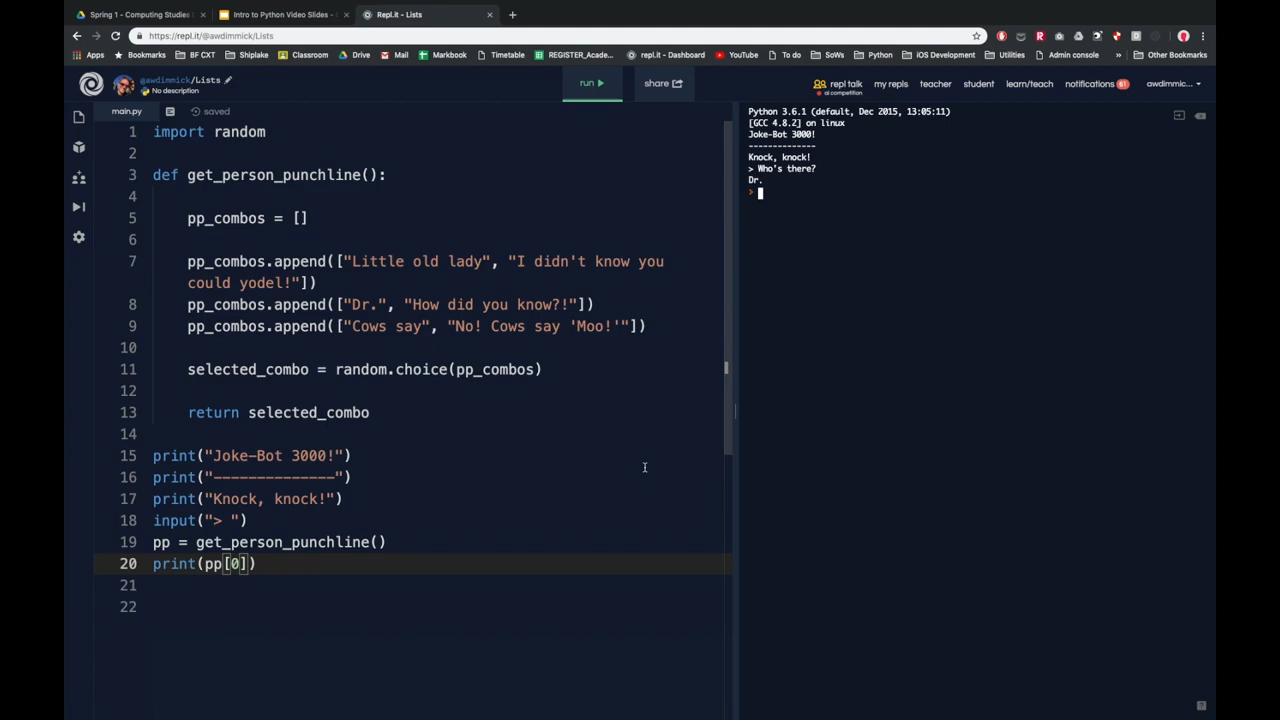 Spring 1 - Computing Studies
Intro to Python Video Slides -
Repl.it - Lists
https://repl.it/@awdimmick/Lists
Apps
Bookmarks
BF CXT
Shiplake
Classroom
Drive
Mail
Markbook
Timetable
REGISTER_Acade...
repl.it - Dashboard
YouTube
To do
SoWs
Python
iOS Development
Utilities
Admin console
Other Bookmarks
@awdimmick/Lists
No description
run
share
repl talk
ai competition
my repls
teacher
student
learn/teach
notifications 61
awdimmic...
main.py
saved
1 import random
2
3 def get_person_punchline():
4
5 pp_combos = []
6
7 pp_combos.append(["Little old lady", "I didn't know you
could yodel!"])
8 pp_combos.append(["Dr.", "How did you know?!"])
9 pp_combos.append(["Cows say", "No! Cows say 'Moo!'"])
10
11 selected_combo = random.choice(pp_combos)
12
13 return selected_combo
14
15 print("Joke-Bot 3000!")
16 print("--------------")
17 print("Knock, knock!")
18 input("> ")
19 pp = get_person_punchline()
20 print(pp[0])
21
22
Python 3.6.1 (default, Dec 2015, 13:05:11)
[GCC 4.8.2] on linux
Joke-Bot 3000!
--------------
Knock, knock!
> Who's there?
Dr.
>